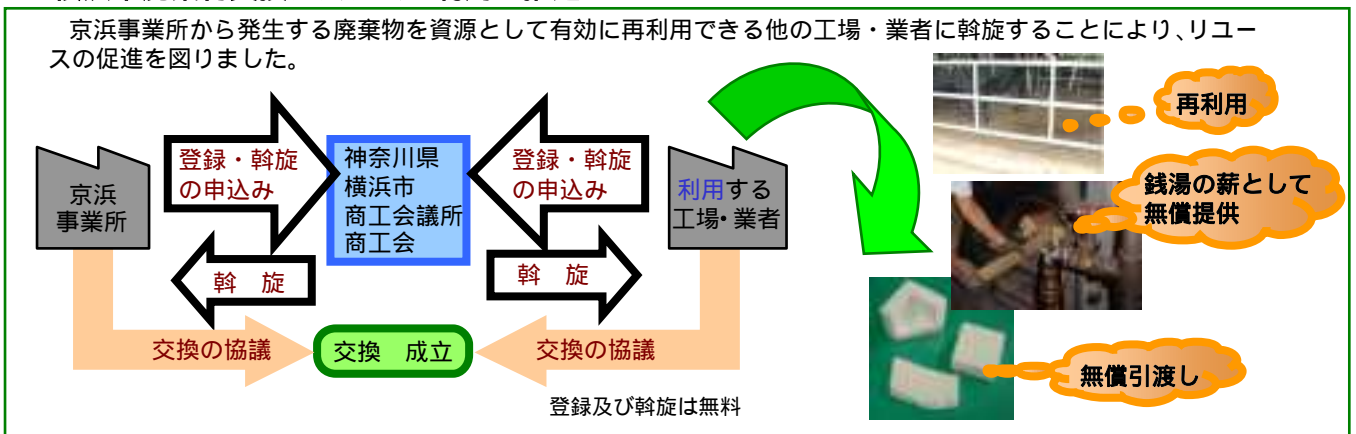 京浜事業所から発生する廃棄物を資源として有効に再利用できる他の工場・業者に斡旋することにより、リユー
スの促進を図りました。
京浜
事業所
登録・斡旋
の申込み
神奈川県
横浜市
商工会議所
商工会
登録・斡旋
の申込み
利用する
工場・業者
斡 旋
斡 旋
交換の協議
交換 成立
交換の協議
登録及び斡旋は無料
再利用
銭湯の薪として
無償提供
無償引渡し